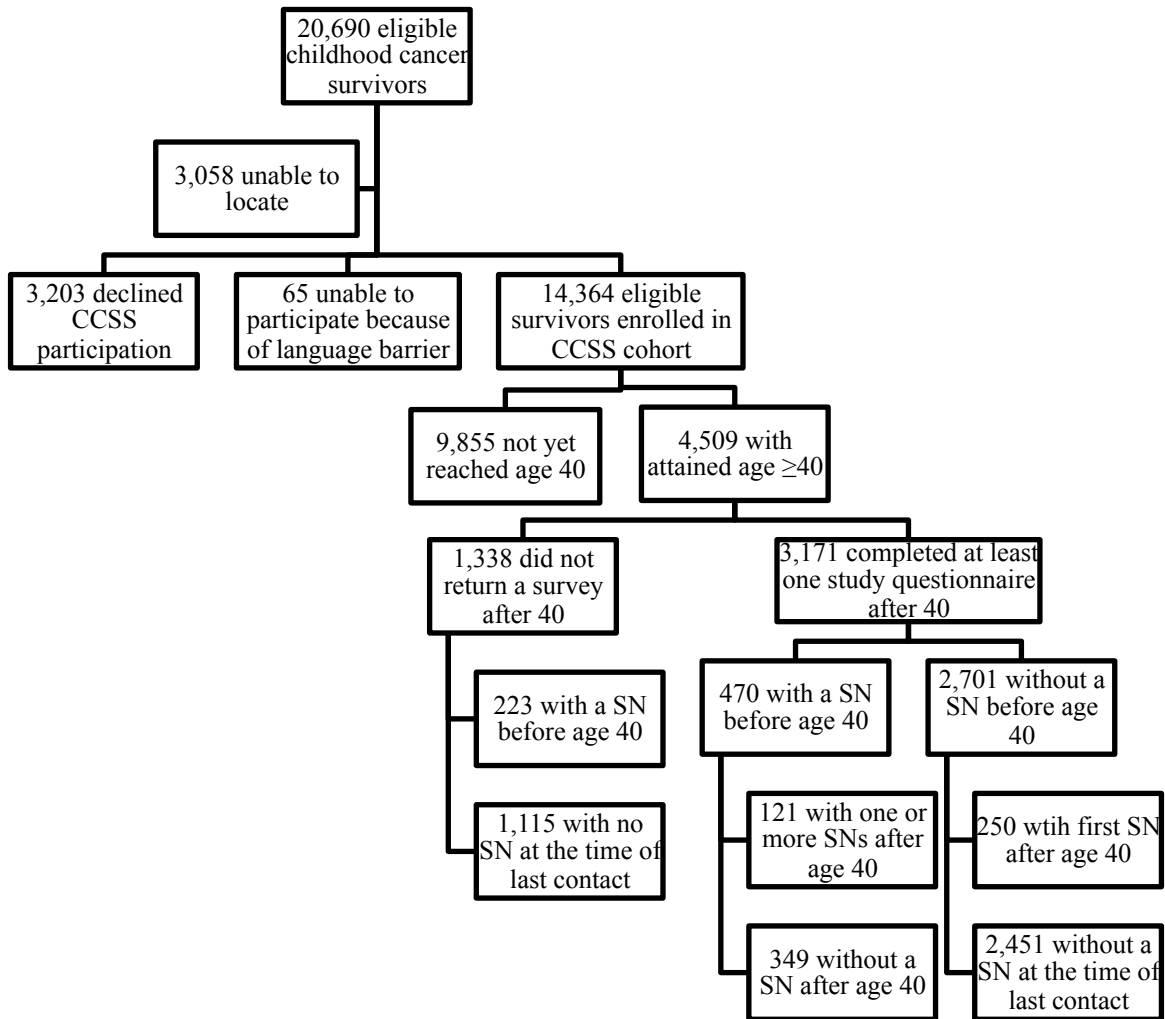 20,690 eligible
childhood cancer
survivors
3,058 unable to
locate
3,203 declined
CCSS
participation
65 unable to
participate because
of language barrier
14,364 eligible
survivors enrolled in
CCSS cohort
9,855 not yet
reached age 40
4,509 with
attained age ≥40
1,338 did not
return a survey
after 40
3,171 completed at least
one study questionnaire
after 40
223 with a SN
before age 40
1,115 with no
SN at the time of
last contact
470 with a SN
before age 40
2,701 without a
SN before age
40
121 with one or
more SNs after
age 40
349 without a
SN after age 40
250 wtih first SN
after age 40
2,451 without a
SN at the time of
last contact